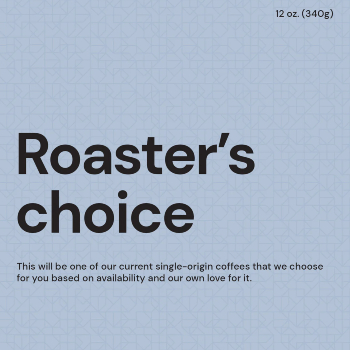 12 oz. (340g)
Roaster’s
choice
This will be one of our current single-origin coffees that we choose
for you based on availability and our own love for it.